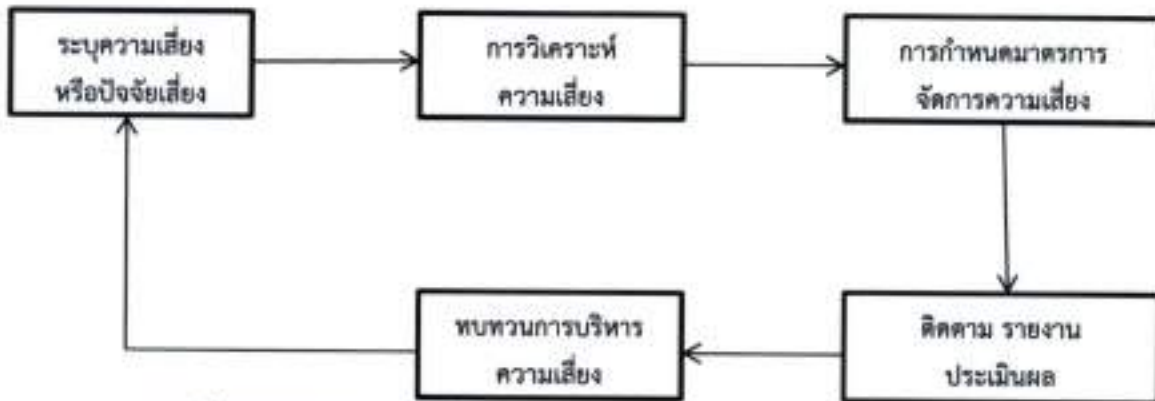 ระบุความเสี่ยง
หรือปัจจัยเสี่ยง
การวิเคราะห์
ความเสี่ยง
การกำหนดมาตรการ
จัดการความเสี่ยง
ทบทวนการบริหาร
ความเสี่ยง
ติดตาม รายงาน
ประเมินผล